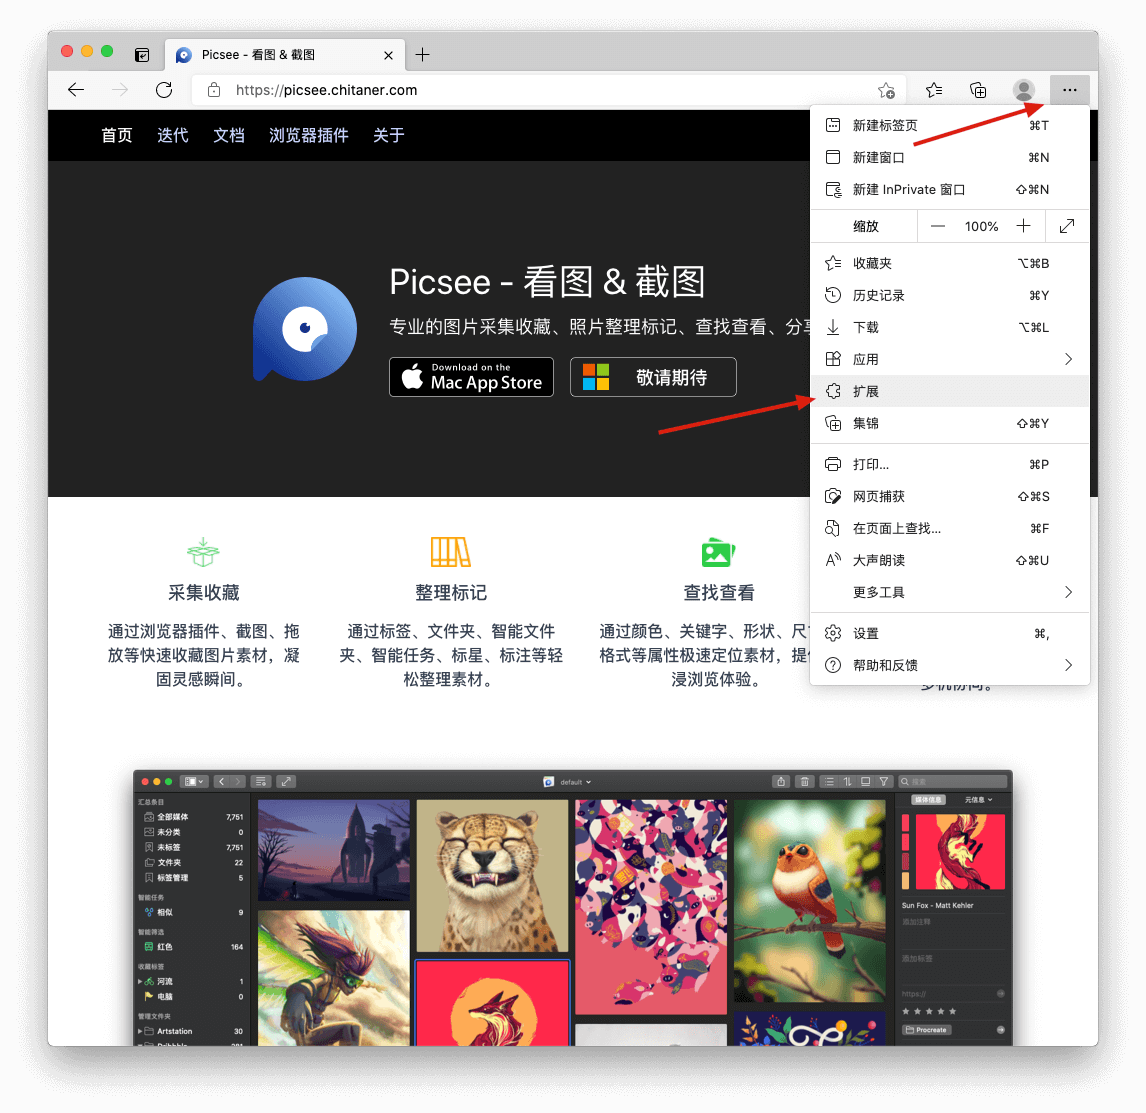 Picsee - 看图 & 截图
https://picsee.chitaner.com
首页 迭代 文档 浏览器插件 关于
新建标签页 ⌘T
新建窗口 ⌘N
新建 InPrivate 窗口 ⇧⌘N
缩放 — 100% +
收藏夹 ⌥⌘B
历史记录 ⌘Y
下载 ⌥⌘L
应用
扩展
集锦 ⇧⌘Y
打印... ⌘P
网页捕获 ⇧⌘S
在页面上查找... ⌘F
大声朗读 ⇧⌘U
更多工具
设置 ⌘,
帮助和反馈
Picsee - 看图 & 截图
专业的图片采集收藏、照片整理标记、查找查看、分享
Download on the
Mac App Store
敬请期待
采集收藏
通过浏览器插件、截图、拖
放等快速收藏图片素材，凝
固灵感瞬间。
整理标记
通过标签、文件夹、智能文件
夹、智能任务、标星、标注等轻
松整理素材。
查找查看
通过颜色、关键字、形状、尺
格式等属性极速定位素材，提
浸浏览体验。
多机协同。
default
搜索
汇总条目
全部媒体 7,751
未分类 0
未标签 7,751
文件夹 22
标签管理 5
智能任务
相似 9
智能筛选
红色 164
收藏标签
河流 1
电脑 0
管理文件夹
Artstation 30
Dribbble
媒体信息 元信息
Sun Fox - Matt Kehler
添加注释
添加标签
https://
Procreate